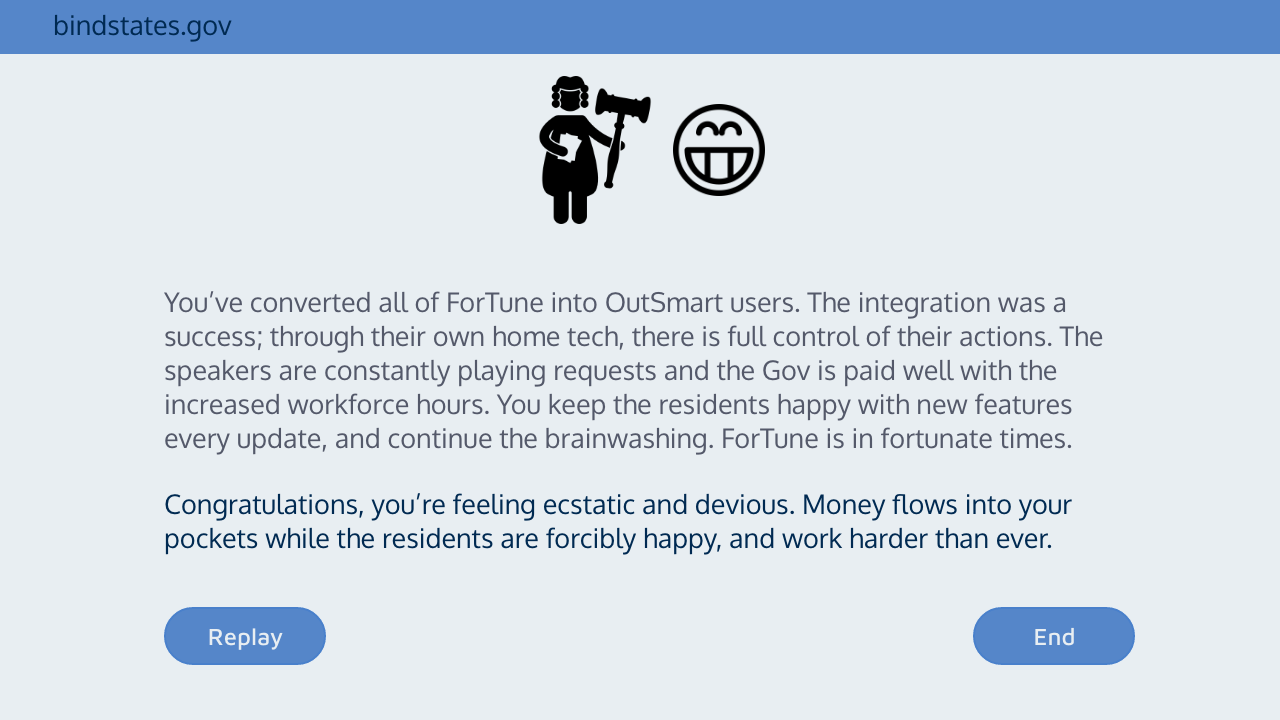 bindstates.gov
You’ve converted all of ForTune into OutSmart users. The integration was a
success; through their own home tech, there is full control of their actions. The
speakers are constantly playing requests and the Gov is paid well with the
increased workforce hours. You keep the residents happy with new features
every update, and continue the brainwashing. ForTune is in fortunate times.
Congratulations, you’re feeling ecstatic and devious. Money flows into your
pockets while the residents are forcibly happy, and work harder than ever.
Replay
End